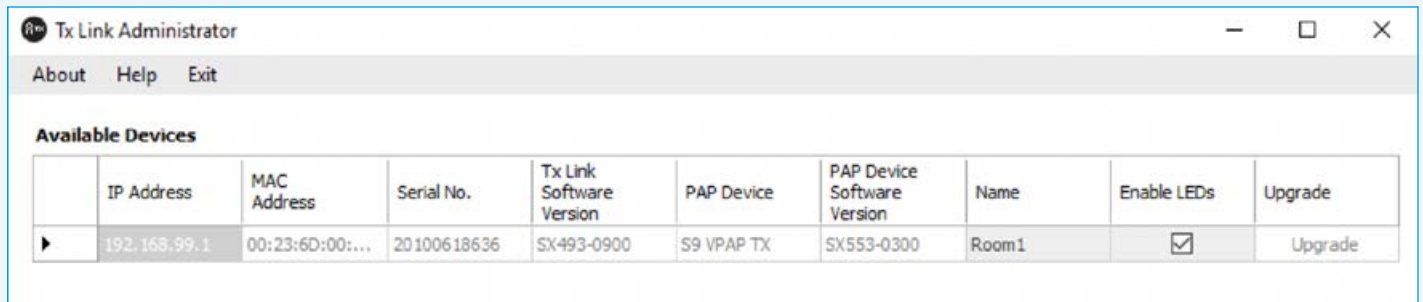 Tx Link Administrator
About Help Exit
Available Devices
IP Address
MAC
Address
Serial No.
Tx Link
Software
Version
PAP Device
PAP Device
Software
Version
Name
Enable LEDs
Upgrade
192.168.99.1 00:23:6D:00:... 20100618636 SX493-0900 S9 VPAP TX SX553-0300 Room1 Upgrade